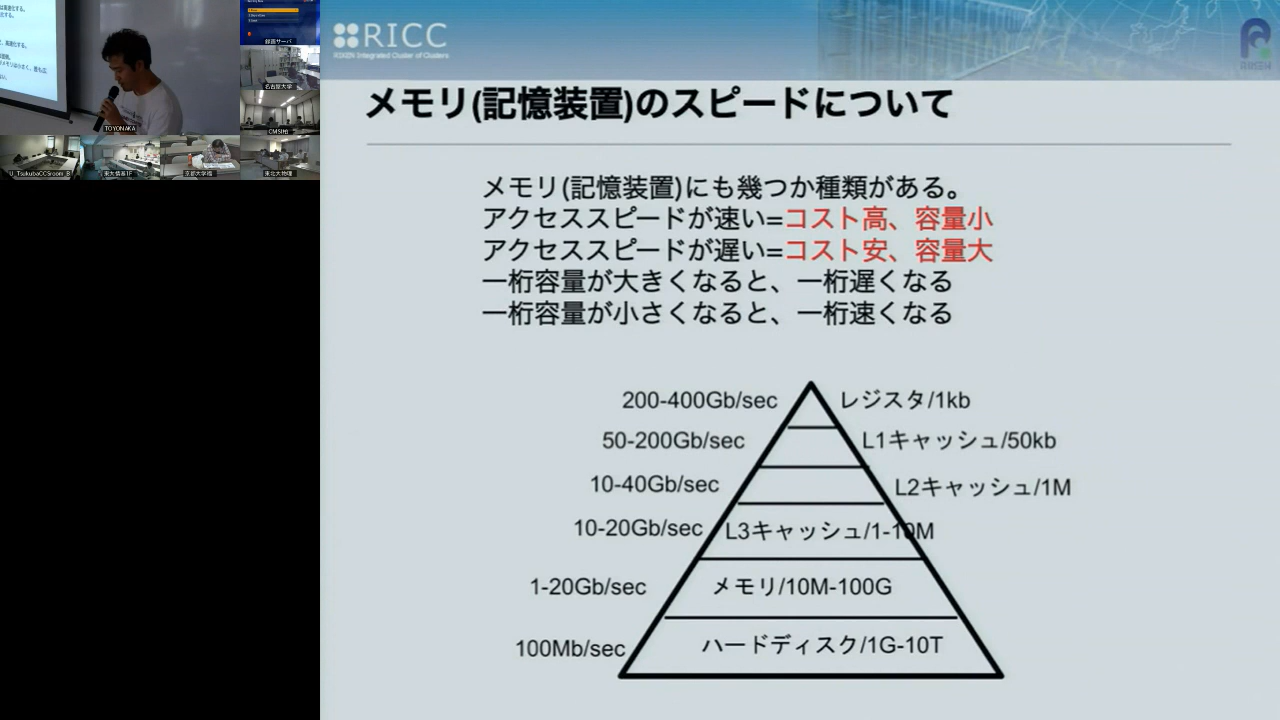 TOYONAKA
録画サーバ
名古屋大学
CMSI柏
U_TsukubaCCSroom_B
東大情基1F
京都大学福
東北大物理
RICC
RIKEN Integrated Cluster of Clusters
RIKEN
メモリ(記憶装置)のスピードについて
メモリ(記憶装置)にも幾つか種類がある。
アクセススピードが速い=コスト高、容量小
アクセススピードが遅い=コスト安、容量大
一桁容量が大きくなると、一桁遅くなる
一桁容量が小さくなると、一桁速くなる
200-400Gb/sec レジスタ/1kb
50-200Gb/sec L1キャッシュ/50kb
10-40Gb/sec L2キャッシュ/1M
10-20Gb/sec L3キャッシュ/1-10M
1-20Gb/sec メモリ/10M-100G
100Mb/sec ハードディスク/1G-10T